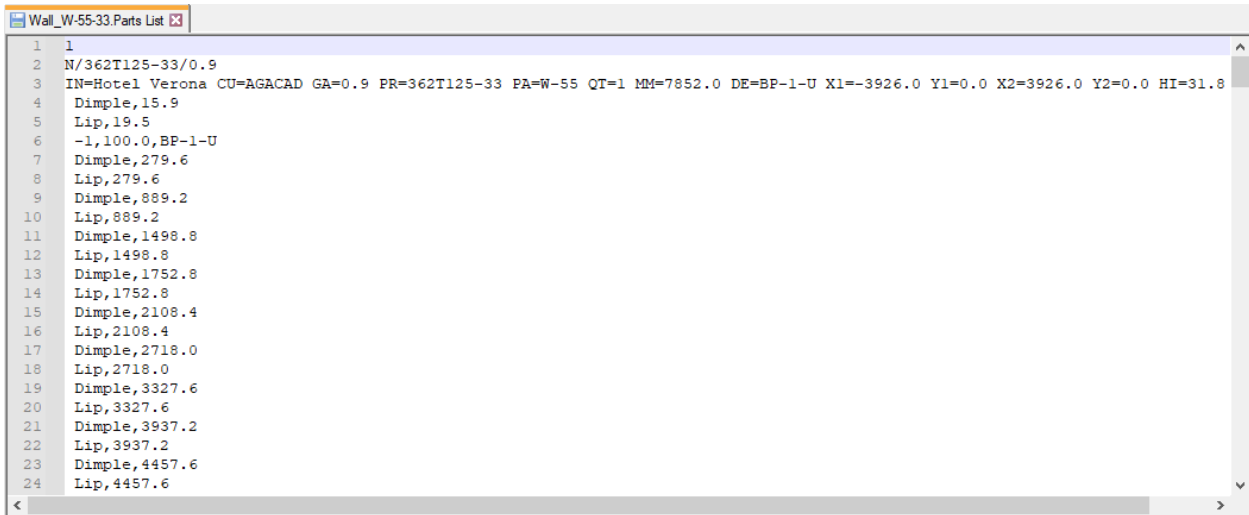 Wall_W-55-33.Parts List
1 1
2 N/362T125-33/0.9
3 IN=Hotel Verona CU=AGACAD GA=0.9 PR=362T125-33 PA=W-55 QT=1 MM=7852.0 DE=BP-1-U X1=-3926.0 Y1=0.0 X2=3926.0 Y2=0.0 HI=31.8
4 Dimple,15.9
5 Lip,19.5
6 -1,100.0,BP-1-U
7 Dimple,279.6
8 Lip,279.6
9 Dimple,889.2
10 Lip,889.2
11 Dimple,1498.8
12 Lip,1498.8
13 Dimple,1752.8
14 Lip,1752.8
15 Dimple,2108.4
16 Lip,2108.4
17 Dimple,2718.0
18 Lip,2718.0
19 Dimple,3327.6
20 Lip,3327.6
21 Dimple,3937.2
22 Lip,3937.2
23 Dimple,4457.6
24 Lip,4457.6